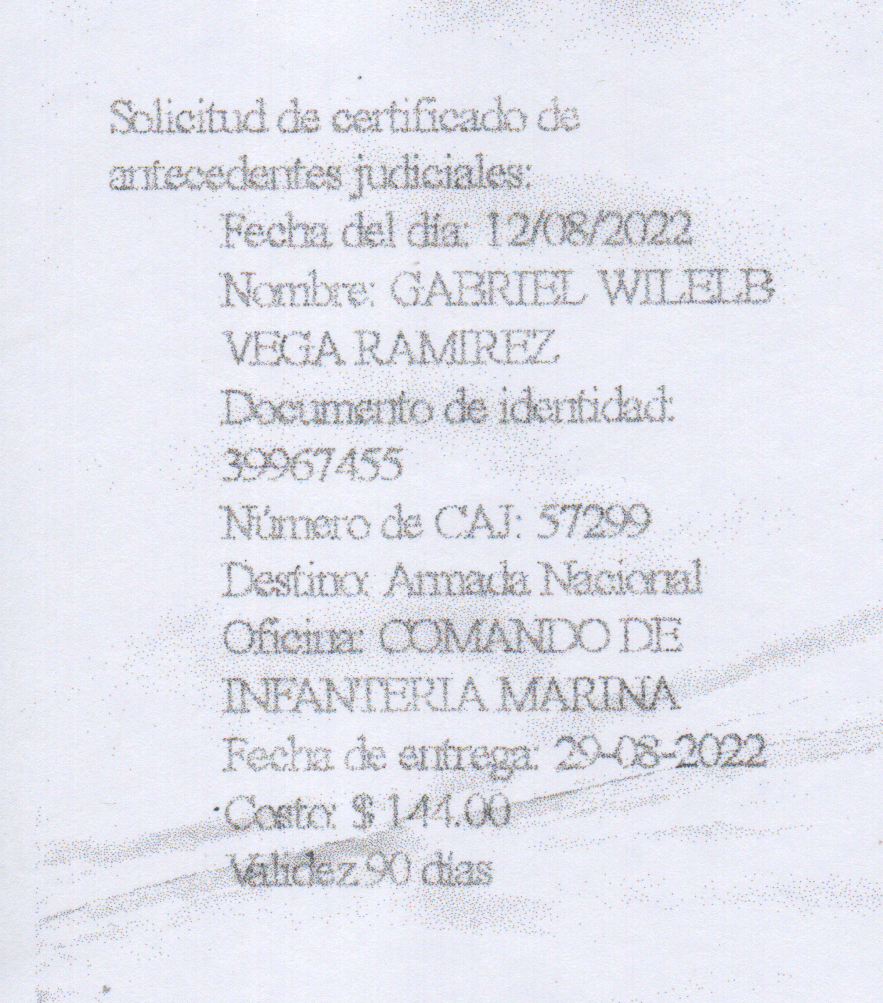 Solicitud de certificado de
antecedentes judiciales:
Fecha del día: 12/08/2022
Nombre: GABRIEL WILELB
VEGA RAMIREZ
Documento de identidad:
39967455
Número de CAJ: 57299
Destino: Armada Nacional
Oficina: COMANDO DE
INFANTERIA MARINA
Fecha de entrega: 29-08-2022
Costo: $ 144.00
Validez 90 días